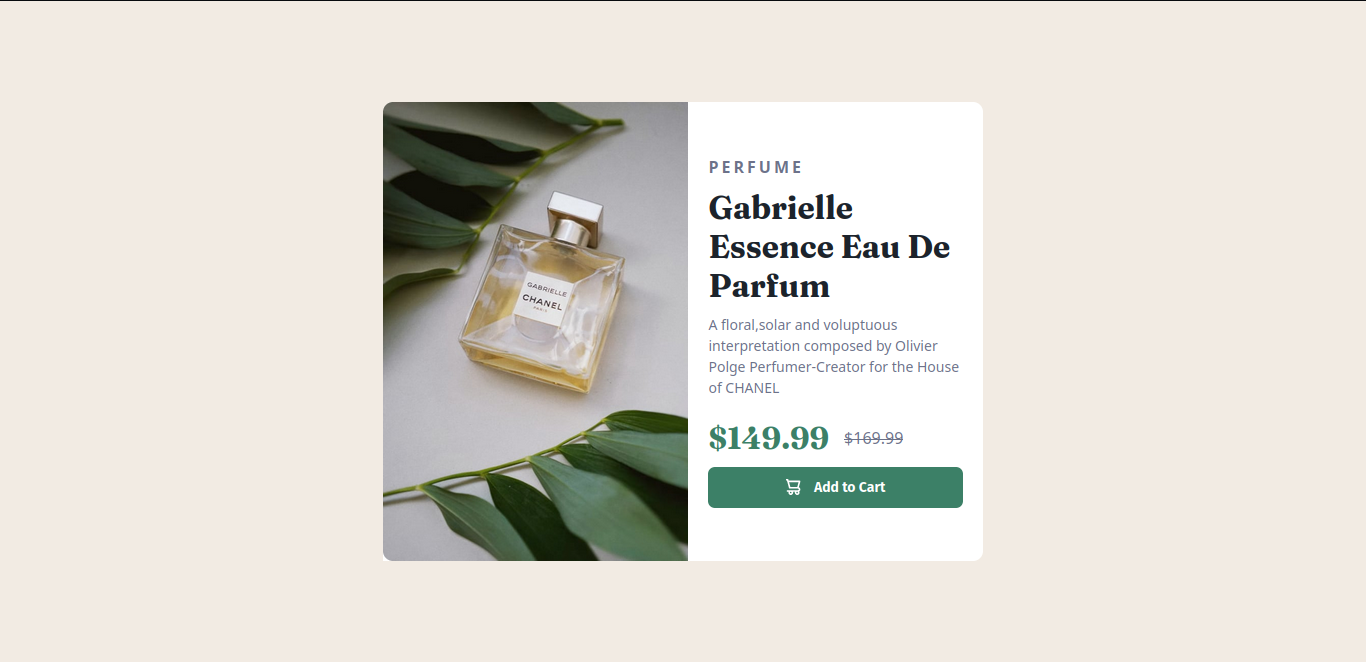 GABRIELLE
CHANEL
PARIS
PERFUME
Gabrielle
Essence Eau De
Parfum
A floral,solar and voluptuous
interpretation composed by Olivier
Polge Perfumer-Creator for the House
of CHANEL
$149.99 $169.99
Add to Cart